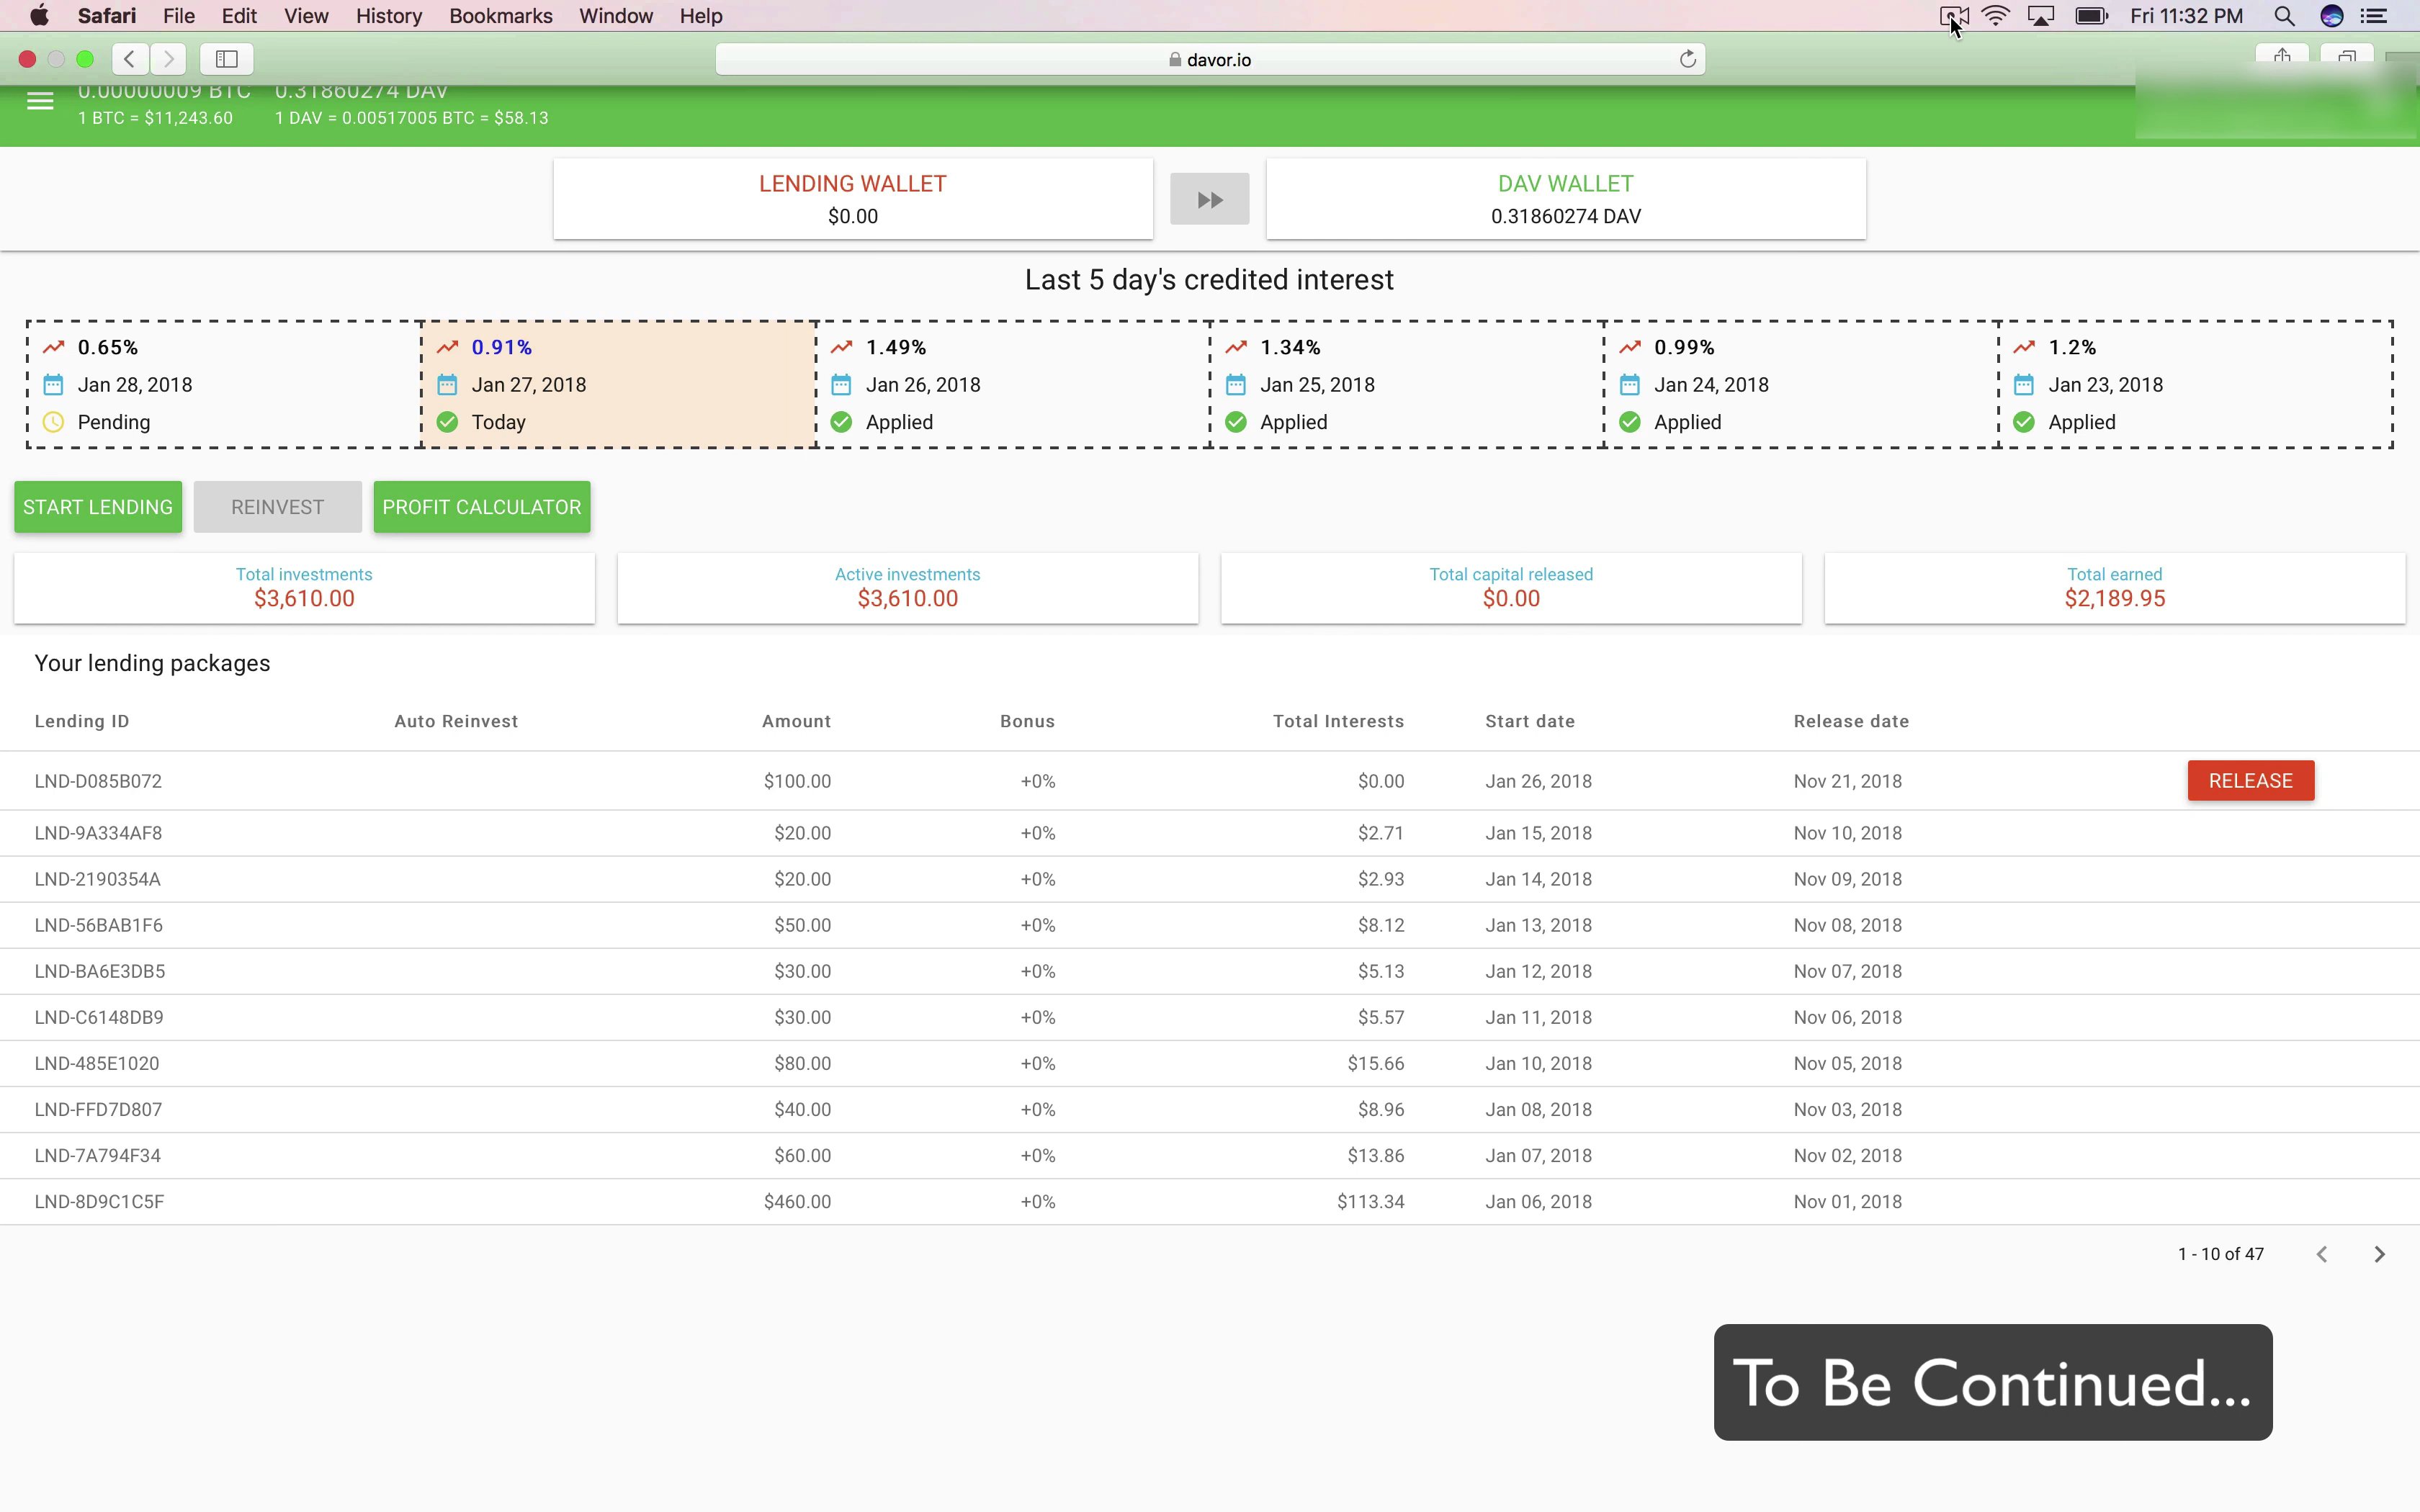 Safari File Edit View History Bookmarks Window Help Fri 11:32 PM
davor.io
0.00000009 BTC 0.31860274 DAV
1 BTC = $11,243.60 1 DAV = 0.00517005 BTC = $58.13
LENDING WALLET
$0.00
DAV WALLET
0.31860274 DAV
Last 5 day's credited interest
0.65% 0.91% 1.49% 1.34% 0.99% 1.2%
Jan 28, 2018 Jan 27, 2018 Jan 26, 2018 Jan 25, 2018 Jan 24, 2018 Jan 23, 2018
Pending Today Applied Applied Applied Applied
START LENDING REINVEST PROFIT CALCULATOR
Total investments Active investments Total capital released Total earned
$3,610.00 $3,610.00 $0.00 $2,189.95
Your lending packages
Lending ID Auto Reinvest Amount Bonus Total Interests Start date Release date
LND-D085B072 $100.00 +0% $0.00 Jan 26, 2018 Nov 21, 2018 RELEASE
LND-9A334AF8 $20.00 +0% $2.71 Jan 15, 2018 Nov 10, 2018
LND-2190354A $20.00 +0% $2.93 Jan 14, 2018 Nov 09, 2018
LND-56BAB1F6 $50.00 +0% $8.12 Jan 13, 2018 Nov 08, 2018
LND-BA6E3DB5 $30.00 +0% $5.13 Jan 12, 2018 Nov 07, 2018
LND-C6148DB9 $30.00 +0% $5.57 Jan 11, 2018 Nov 06, 2018
LND-485E1020 $80.00 +0% $15.66 Jan 10, 2018 Nov 05, 2018
LND-FFD7D807 $40.00 +0% $8.96 Jan 08, 2018 Nov 03, 2018
LND-7A794F34 $60.00 +0% $13.86 Jan 07, 2018 Nov 02, 2018
LND-8D9C1C5F $460.00 +0% $113.34 Jan 06, 2018 Nov 01, 2018
1 - 10 of 47
To Be Continued...